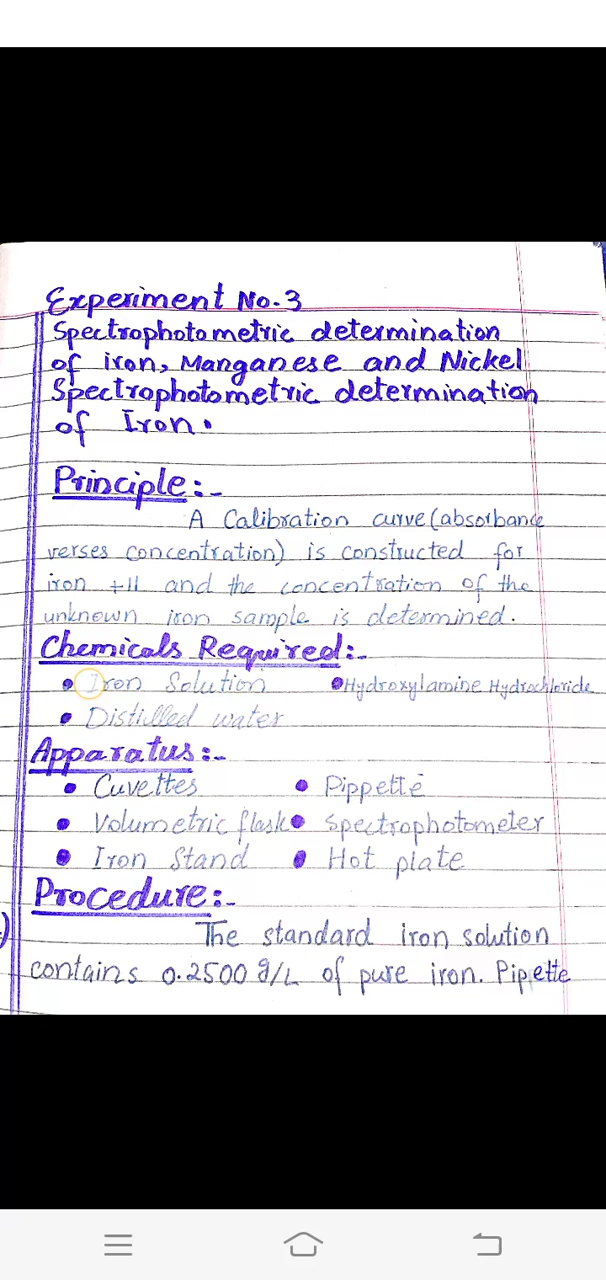 Experiment No.3
Spectrophotometric determination
of iron, Manganese and Nickel
Spectrophotometric determination
of Iron.
Principle:-
A Calibration curve(absorbance
verses concentration) is constructed for
iron +II and the concentration of the
unknown iron sample is determined.
Chemicals Required:-
• Iron Solution • Hydroxylamine Hydrochloride
• Distilled water
Apparatus:-
• Cuvettes • Pippette
• Volumetric flask • Spectrophotometer
• Iron Stand • Hot plate
Procedure:-
The standard iron solution
contains 0.2500 g/L of pure iron. Pipette